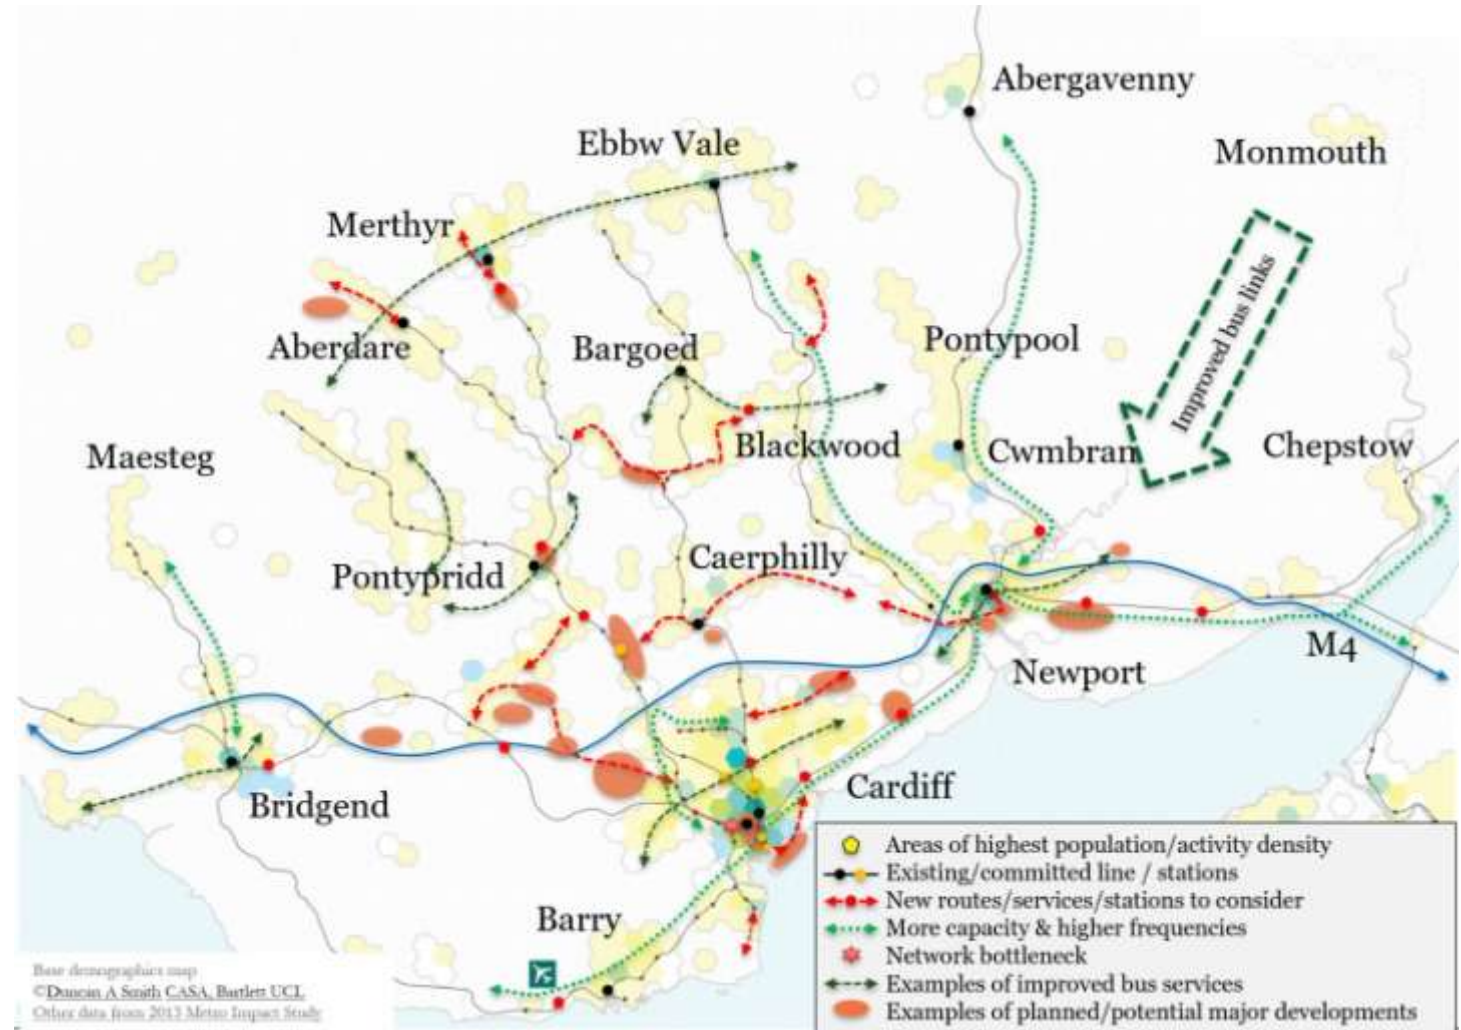 Abergavenny
Monmouth
Ebbw Vale
Merthyr
Improved bus links
Pontypool
Aberdare
Bargoed
Blackwood
Cwmbran
Chepstow
Maesteg
Caerphilly
Pontypridd
M4
Newport
Bridgend
Cardiff
Barry
Areas of highest population/activity density
Existing/committed line / stations
New routes/services/stations to consider
More capacity & higher frequencies
Network bottleneck
Examples of improved bus services
Examples of planned/potential major developments
Base demographics map
©Duncan A Smith CASA, Bartlett UCL
Other data from 2013 Metro Impact Study